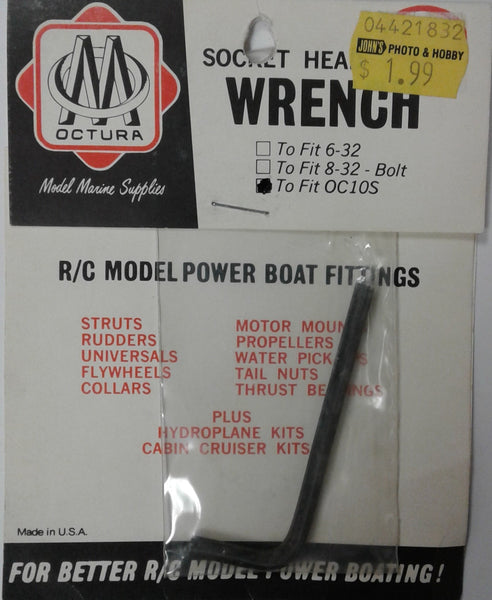 OCTURA
Model Marine Supplies
04421832
JOHN'S PHOTO & HOBBY
$ 1.99
SOCKET HEA
WRENCH
To Fit 6-32
To Fit 8-32 - Bolt
To Fit OC10S
R/C MODEL POWER BOAT FITTINGS
STRUTS
RUDDERS
UNIVERSALS
FLYWHEELS
COLLARS
MOTOR MOUN
PROPELLERS
WATER PICK S
TAIL NUTS
THRUST BE NGS
PLUS
HYDROPLANE KITS
CABIN CRUISER KITS
Made in U.S.A.
FOR BETTER R/C MODEL POWER BOATING!